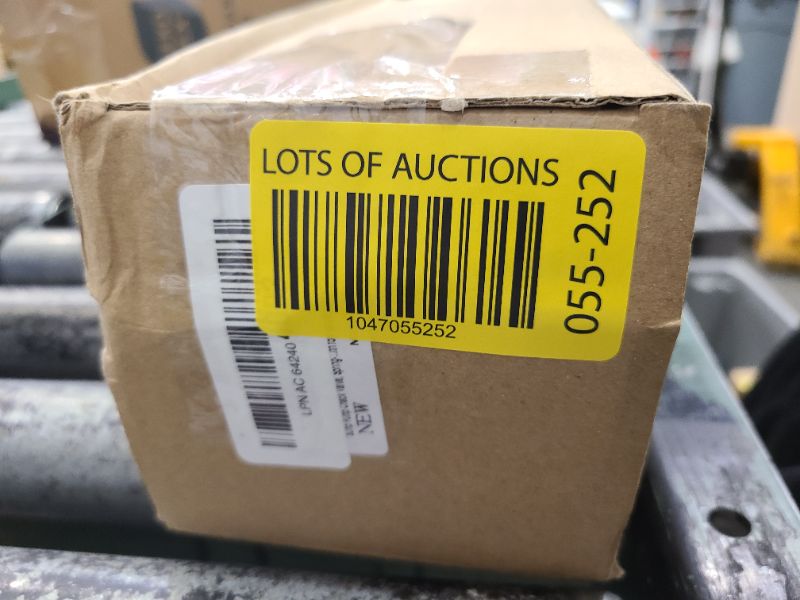 LOTS OF AUCTIONS
1047055252
055-252
LPN AC 64240
NEW